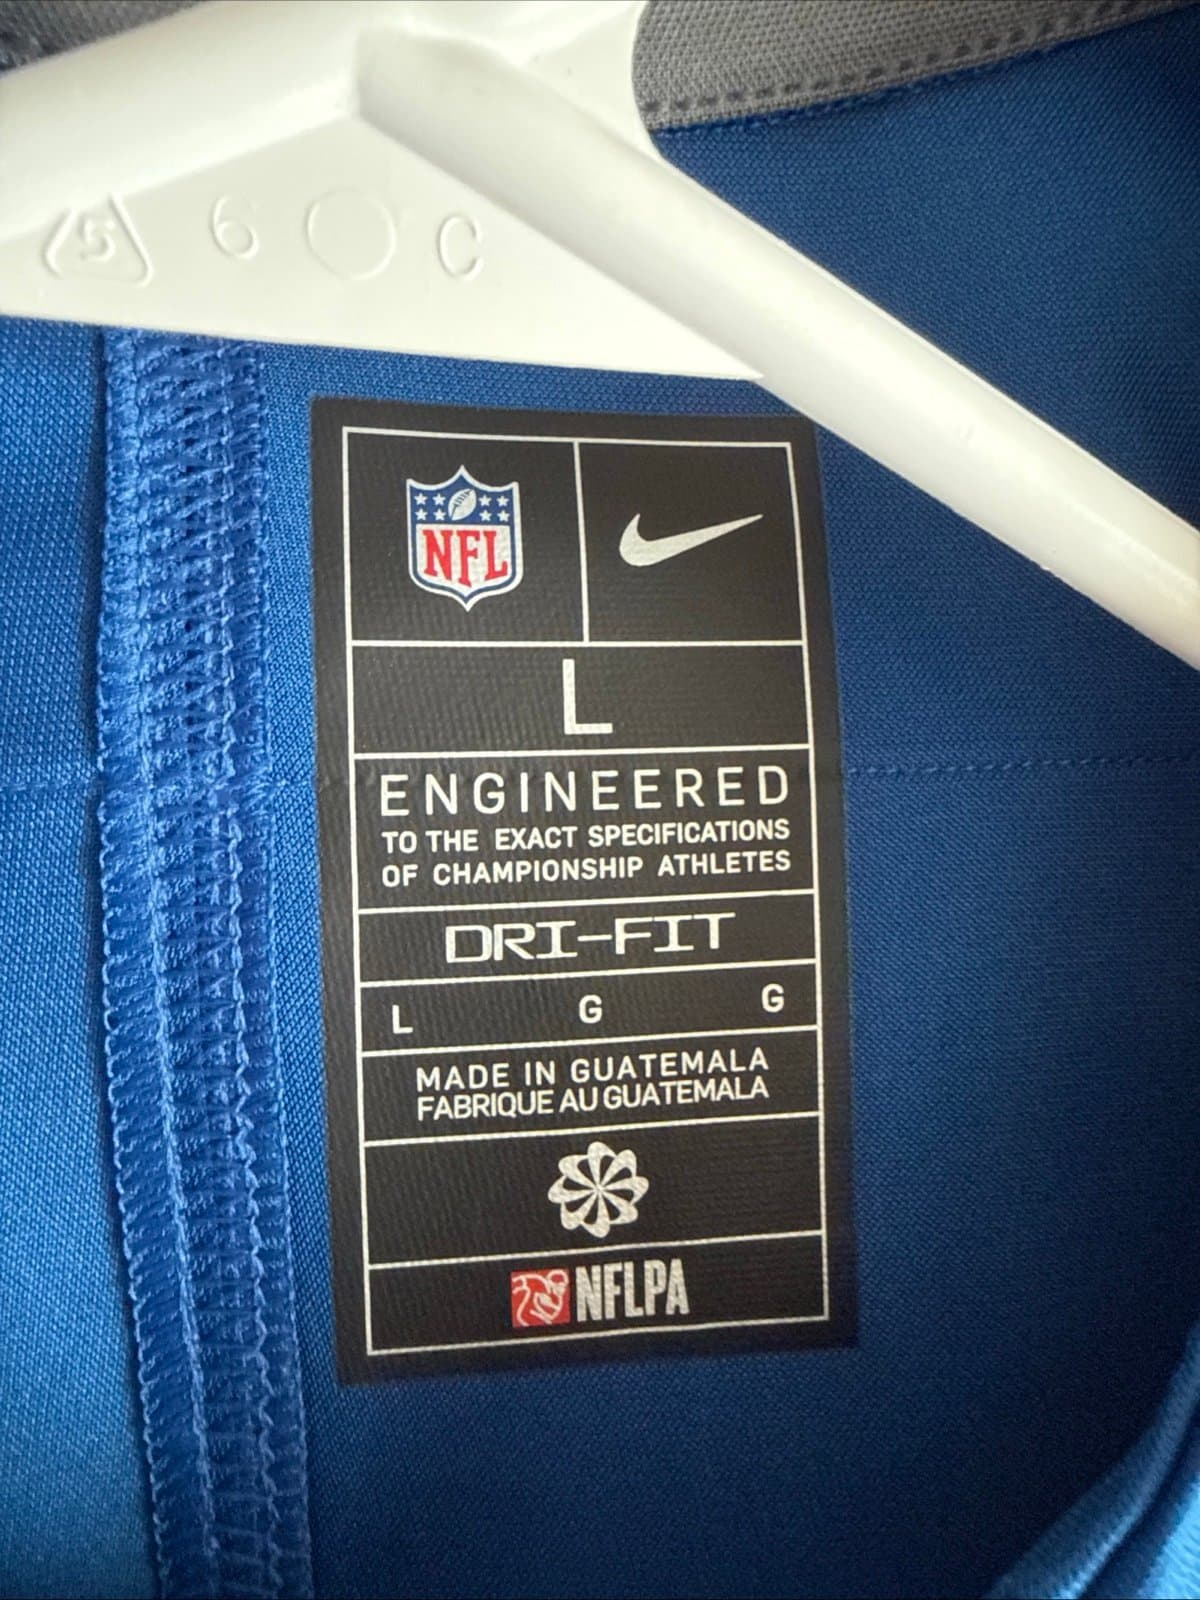 5 6 C
NFL
L
ENGINEERED
TO THE EXACT SPECIFICATIONS
OF CHAMPIONSHIP ATHLETES
DRI-FIT
L G G
MADE IN GUATEMALA
FABRIQUE AU GUATEMALA
NFLPA